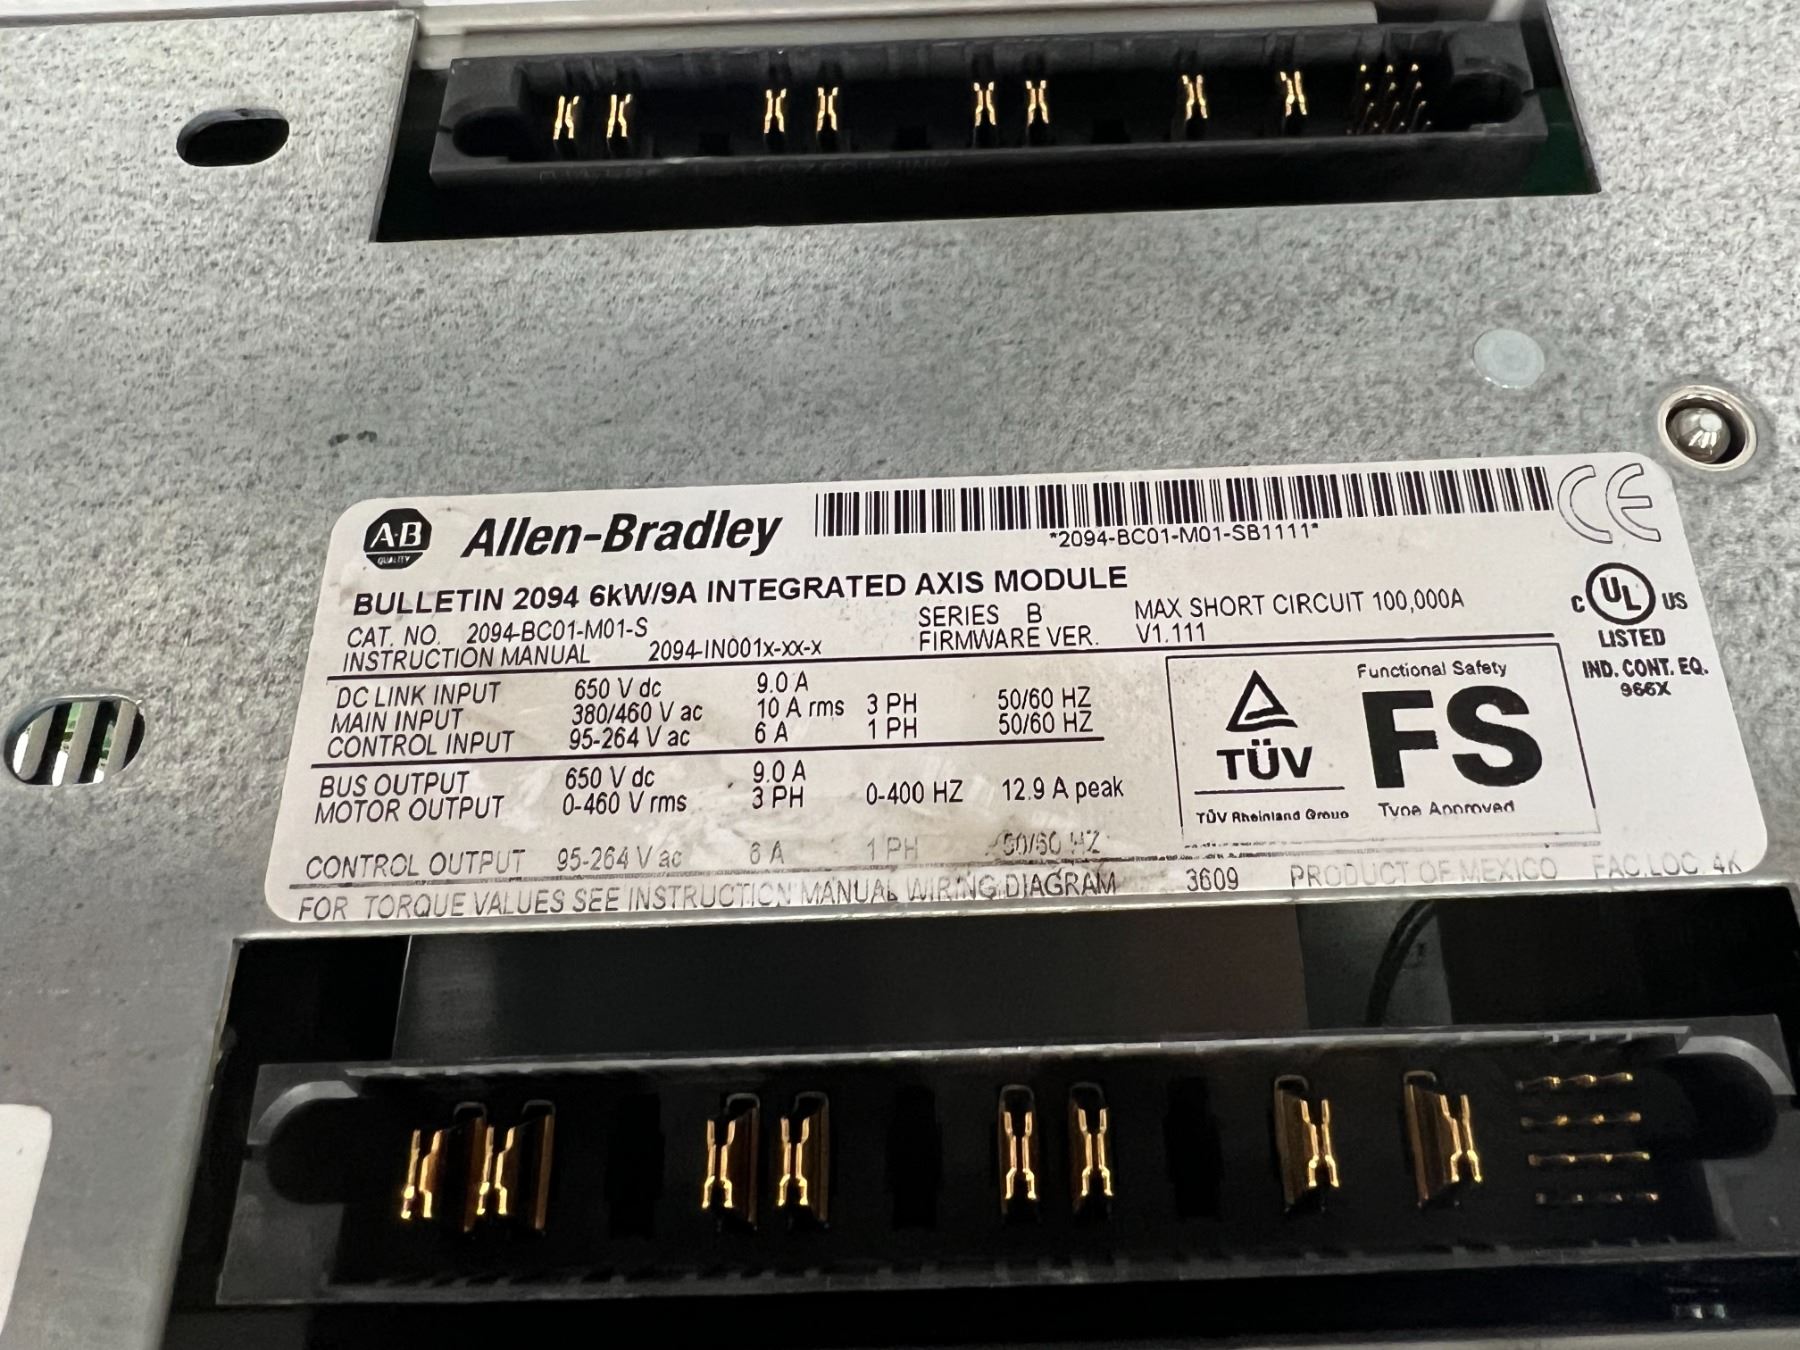 A-B
QUALITY
Allen-Bradley
*2094-BC01-M01-SB1111*
CE
BULLETIN 2094 6kW/9A INTEGRATED AXIS MODULE
CAT. NO. 2094-BC01-M01-S SERIES B MAX SHORT CIRCUIT 100,000A
INSTRUCTION MANUAL 2094-IN001x-xx-x FIRMWARE VER. V1.111
C UL US
LISTED
IND. CONT. EQ.
966X
DC LINK INPUT 650 V dc 9.0 A
MAIN INPUT 380/460 V ac 10 A rms 3 PH 50/60 HZ
CONTROL INPUT 95-264 V ac 6 A 1 PH 50/60 HZ
BUS OUTPUT 650 V dc 9.0 A
MOTOR OUTPUT 0-460 V rms 3 PH 0-400 HZ 12.9 A peak
CONTROL OUTPUT 95-264 V ac 6 A 1 PH 50/60 HZ
TÜV
TÜV Rheinland Group
Functional Safety
FS
Type Approved
FOR TORQUE VALUES SEE INSTRUCTION MANUAL WIRING DIAGRAM 3609 PRODUCT OF MEXICO FAC.LOC. 4K